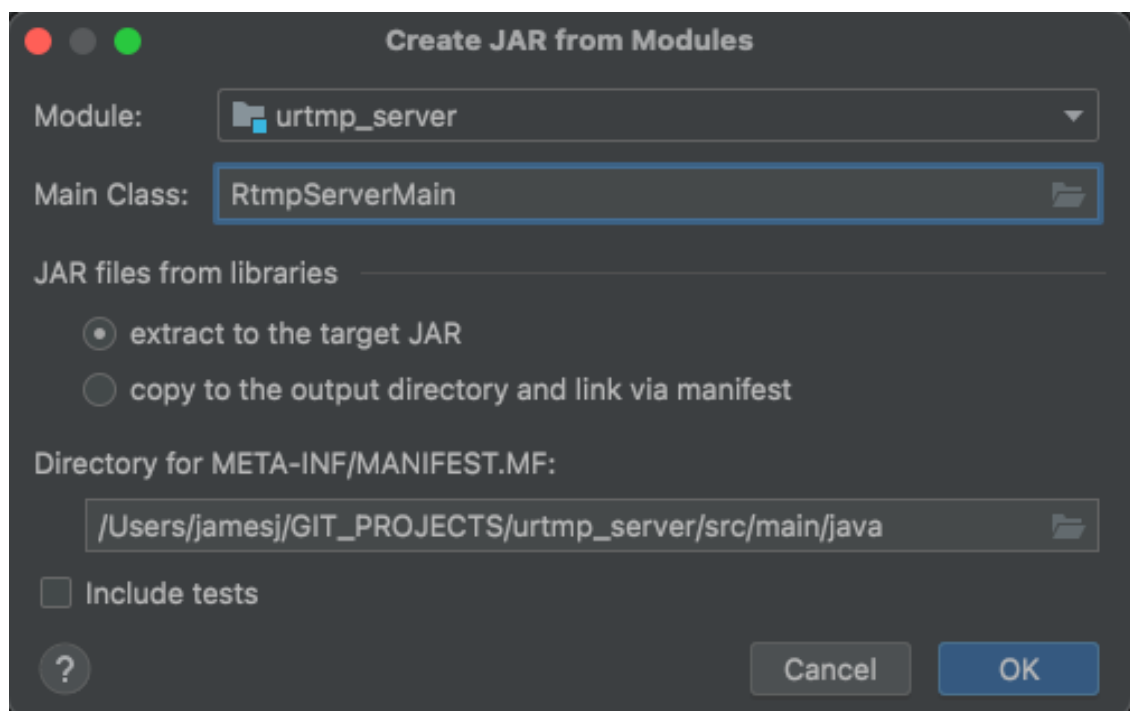 Create JAR from Modules
Module: urtmp_server
Main Class: RtmpServerMain
JAR files from libraries
extract to the target JAR
copy to the output directory and link via manifest
Directory for META-INF/MANIFEST.MF:
/Users/jamesj/GIT_PROJECTS/urtmp_server/src/main/java
Include tests
? Cancel OK